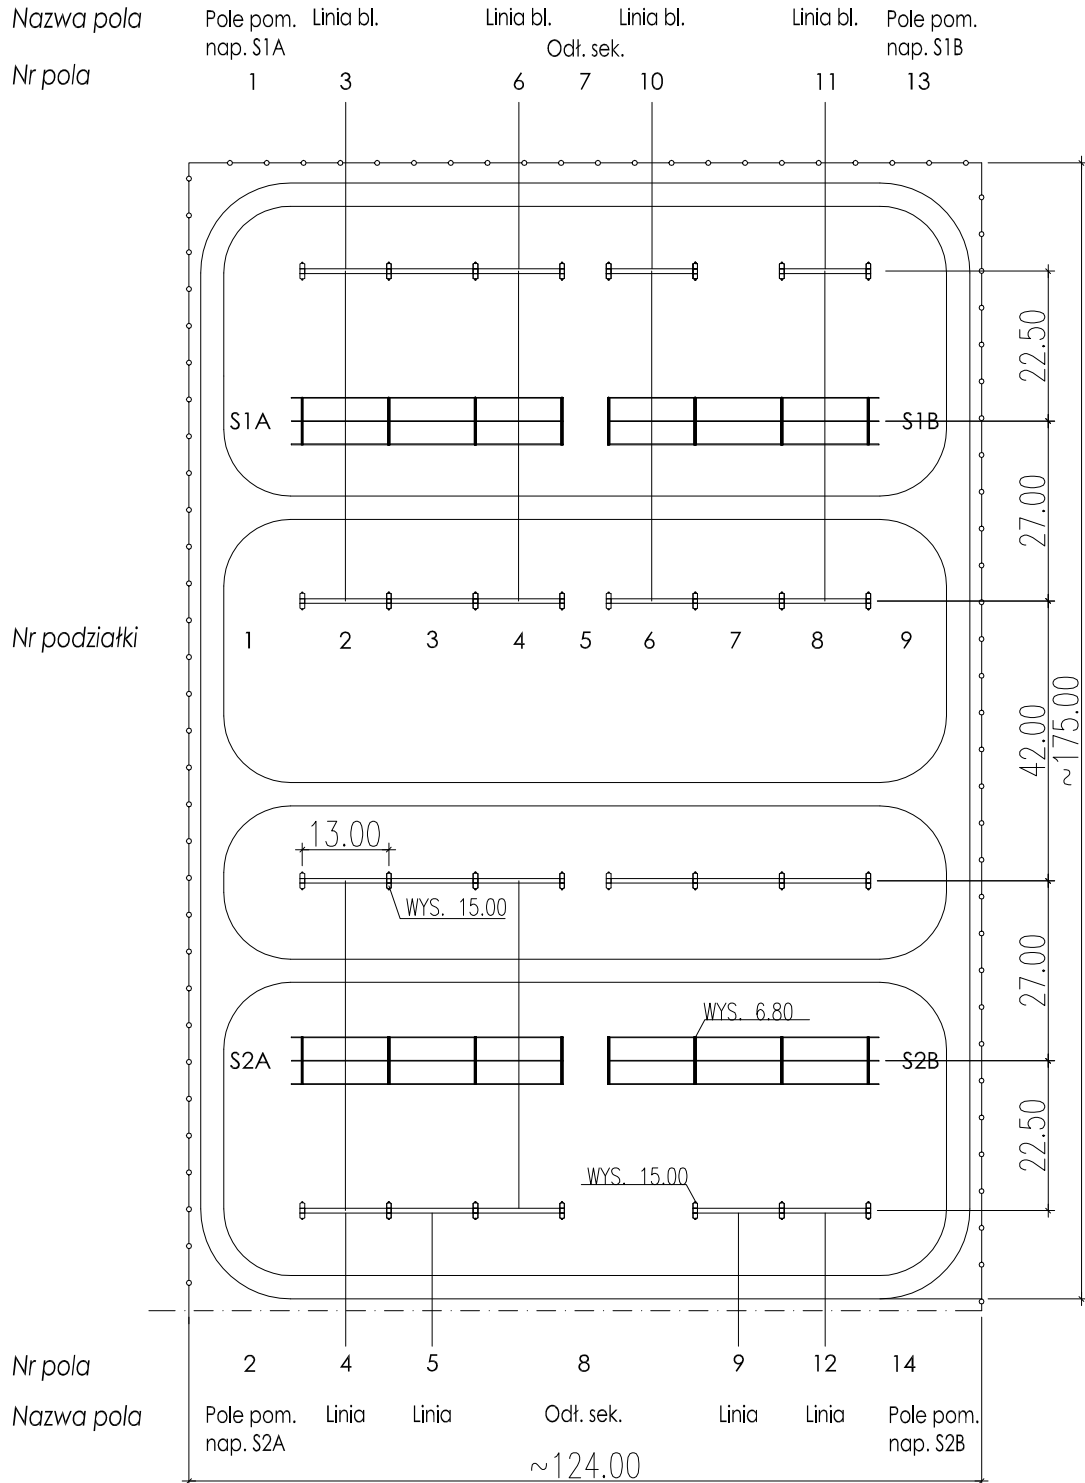 Nazwa pola
Pole pom. nap. S1A
Linia bl.
Linia bl.
Odł. sek.
Linia bl.
Linia bl.
Pole pom. nap. S1B
Nr pola
1 3 6 7 10 11 13
22.50
S1A
S1B
27.00
Nr podziałki
1 2 3 4 5 6 7 8 9
42.00
~175.00
13.00
WYS. 15.00
27.00
WYS. 6.80
S2A
S2B
22.50
WYS. 15.00
Nr pola
2 4 5 8 9 12 14
Nazwa pola
Pole pom. nap. S2A
Linia
Linia
Odł. sek.
Linia
Linia
Pole pom. nap. S2B
~124.00